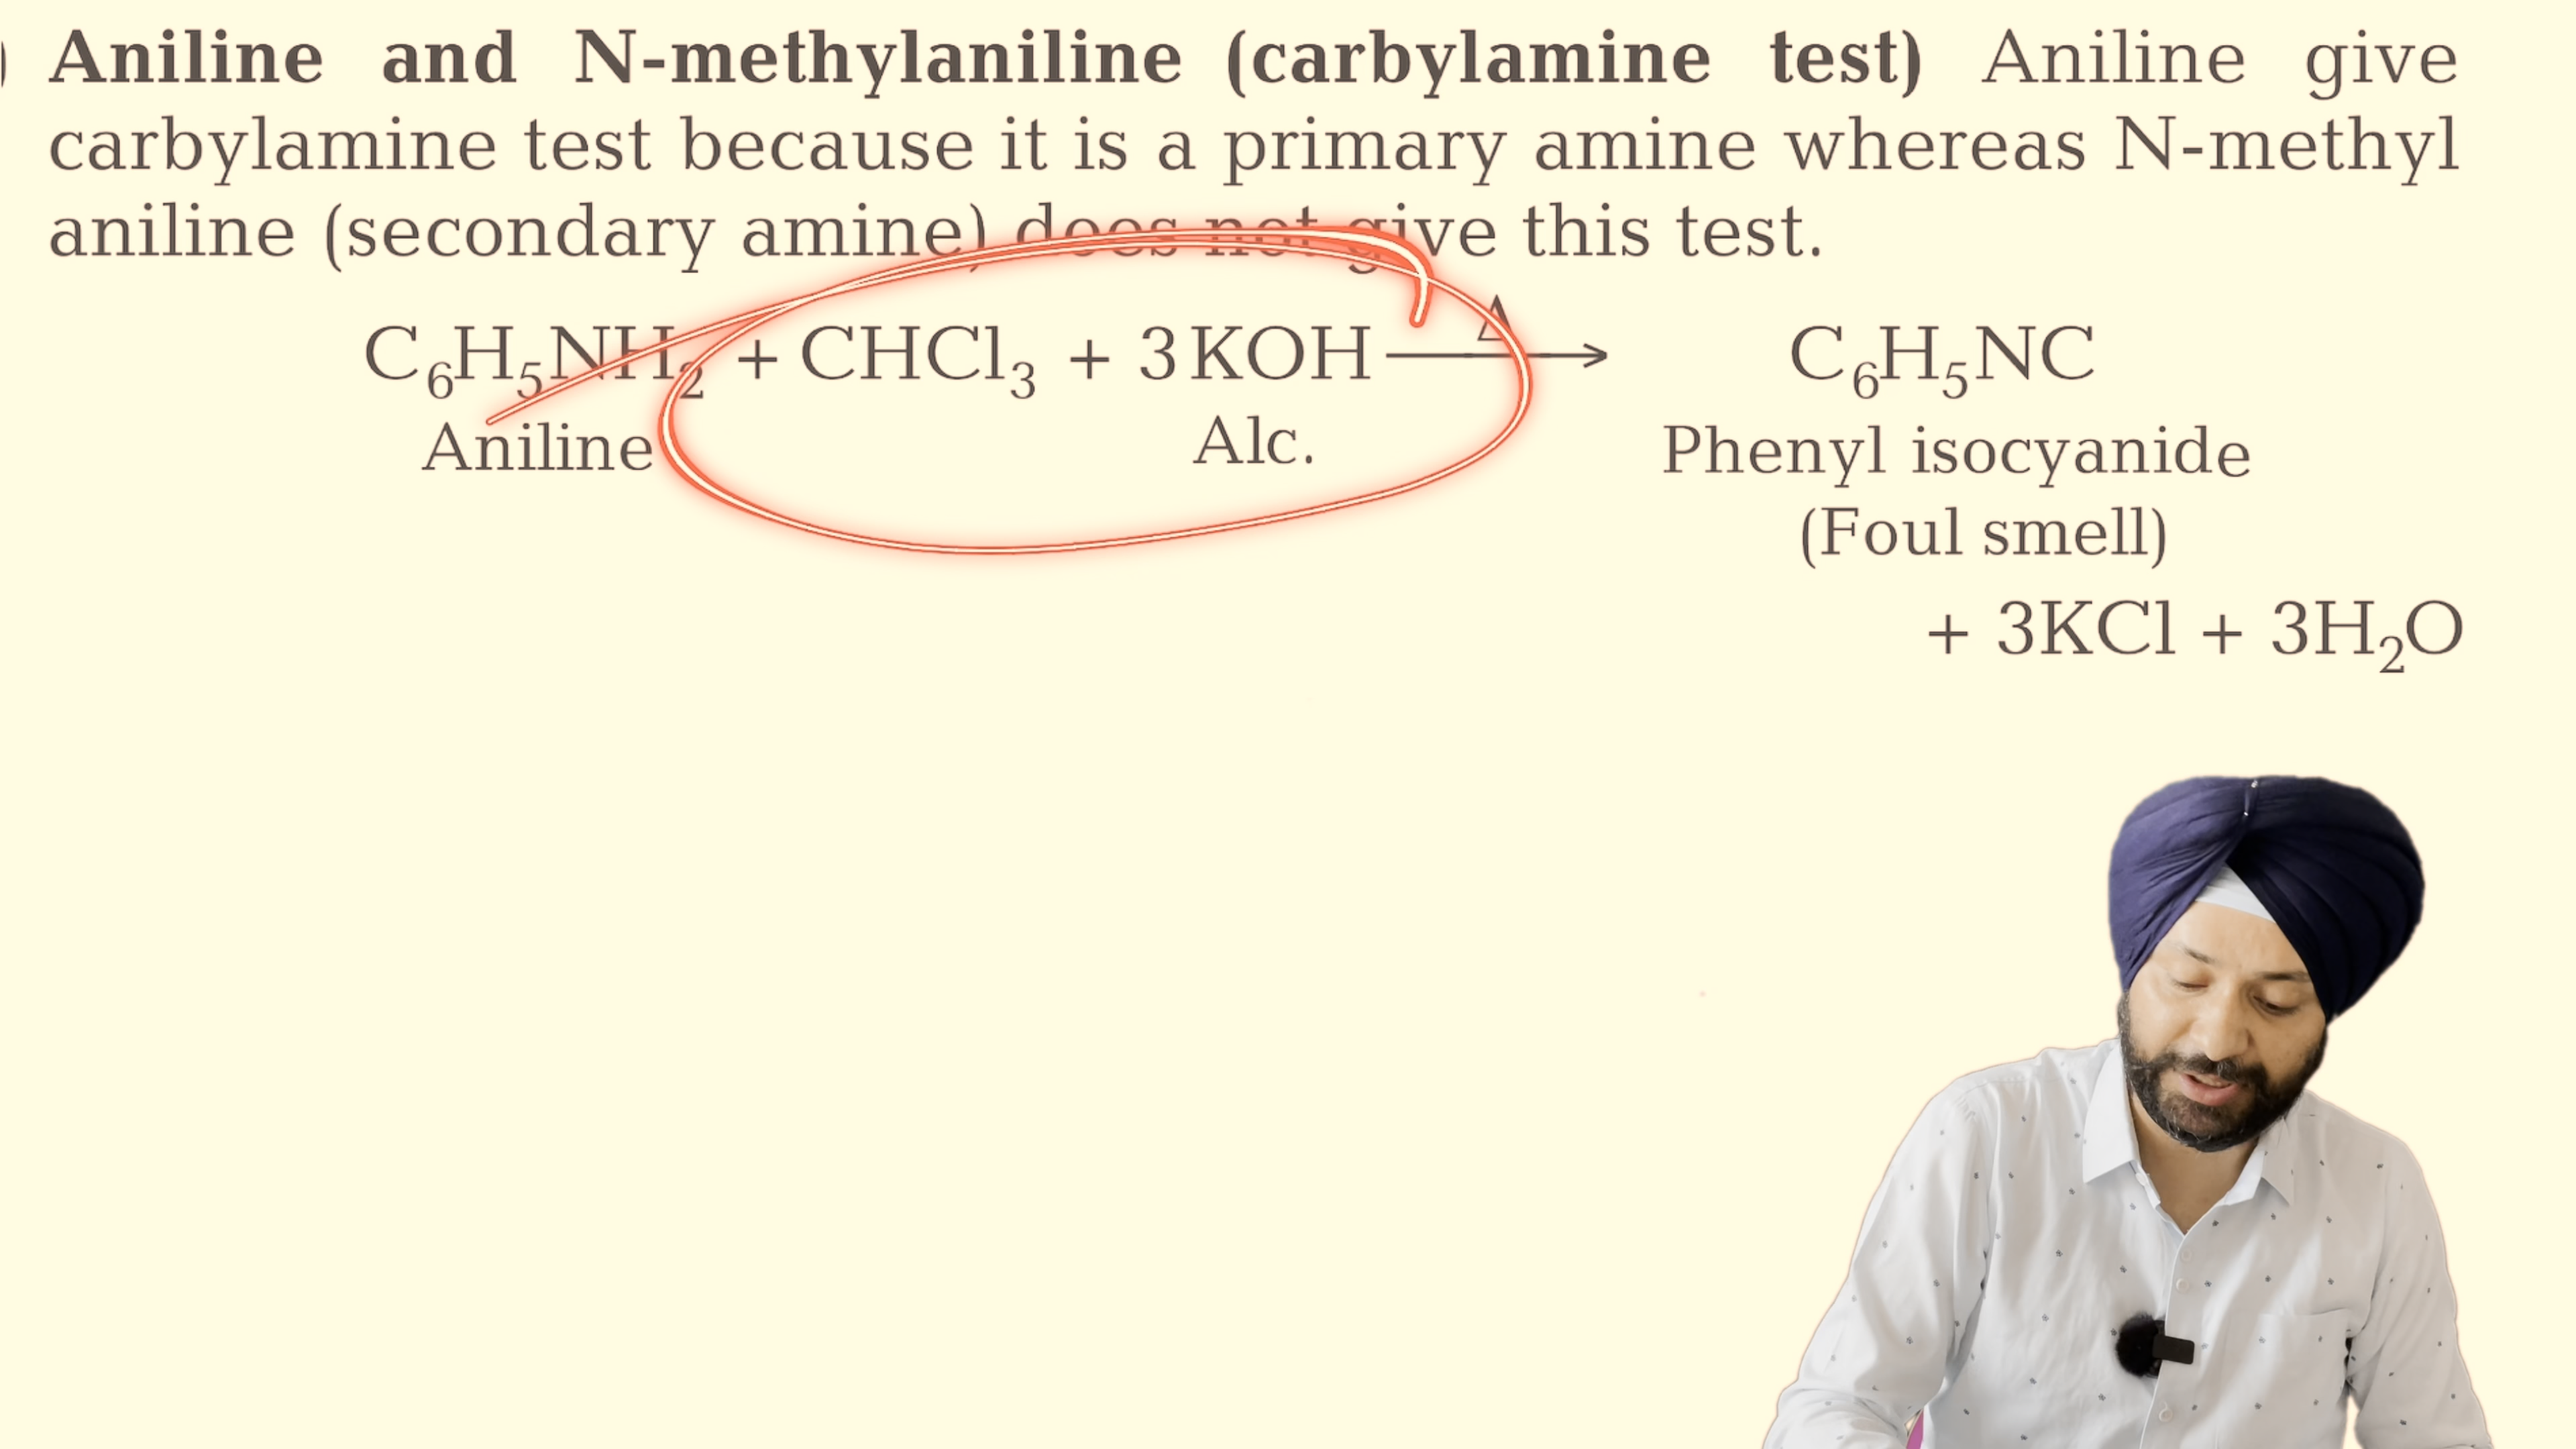 ) Aniline and N-methylaniline (carbylamine test) Aniline give
carbylamine test because it is a primary amine whereas N-methyl
aniline (secondary amine) does not give this test.
C₆H₅NH₂ + CHCl₃ + 3KOH —Δ→ C₆H₅NC
Aniline Alc. Phenyl isocyanide
(Foul smell)
+ 3KCl + 3H₂O